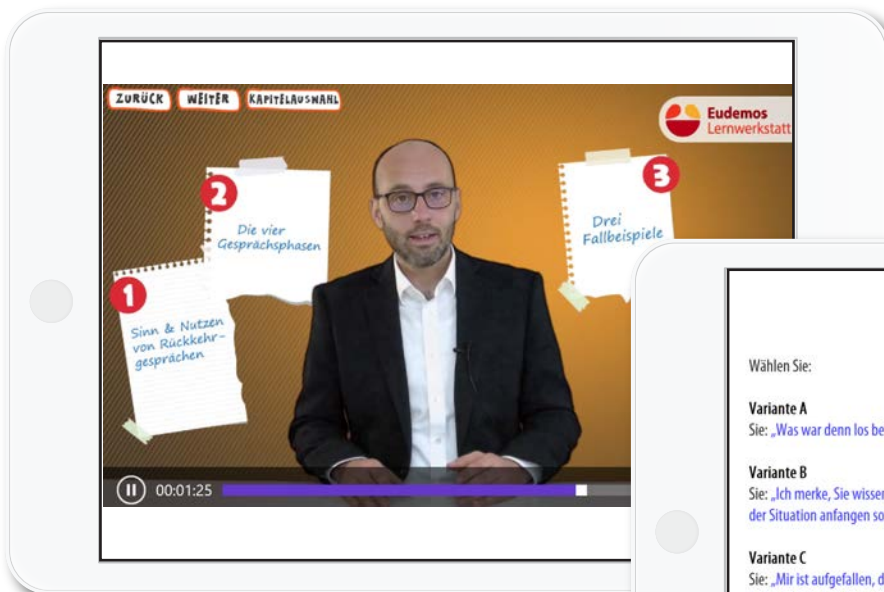 ZURÜCK WEITER KAPITELAUSWAHL
Eudemos
Lernwerkstatt
1
Sinn & Nutzen
von Rückkehr-
gesprächen
2
Die vier
Gesprächsphasen
3
Drei
Fallbeispiele
00:01:25
Wählen Sie:
Variante A
Sie: „Was war denn los be
Variante B
Sie: „Ich merke, Sie wisser
der Situation anfangen so
Variante C
Sie: „Mir ist aufgefallen, d